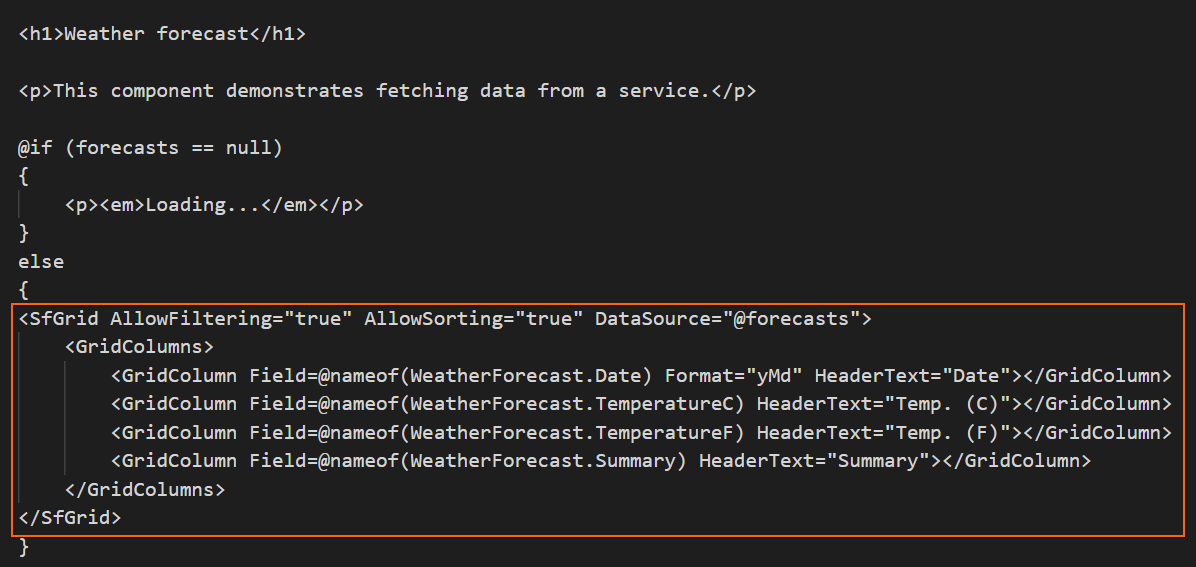 <h1>Weather forecast</h1>
<p>This component demonstrates fetching data from a service.</p>
@if (forecasts == null)
{
<p><em>Loading...</em></p>
}
else
{
<SfGrid AllowFiltering="true" AllowSorting="true" DataSource="@forecasts">
<GridColumns>
<GridColumn Field=@nameof(WeatherForecast.Date) Format="yMd" HeaderText="Date"></GridColumn>
<GridColumn Field=@nameof(WeatherForecast.TemperatureC) HeaderText="Temp. (C)"></GridColumn>
<GridColumn Field=@nameof(WeatherForecast.TemperatureF) HeaderText="Temp. (F)"></GridColumn>
<GridColumn Field=@nameof(WeatherForecast.Summary) HeaderText="Summary"></GridColumn>
</GridColumns>
</SfGrid>
}